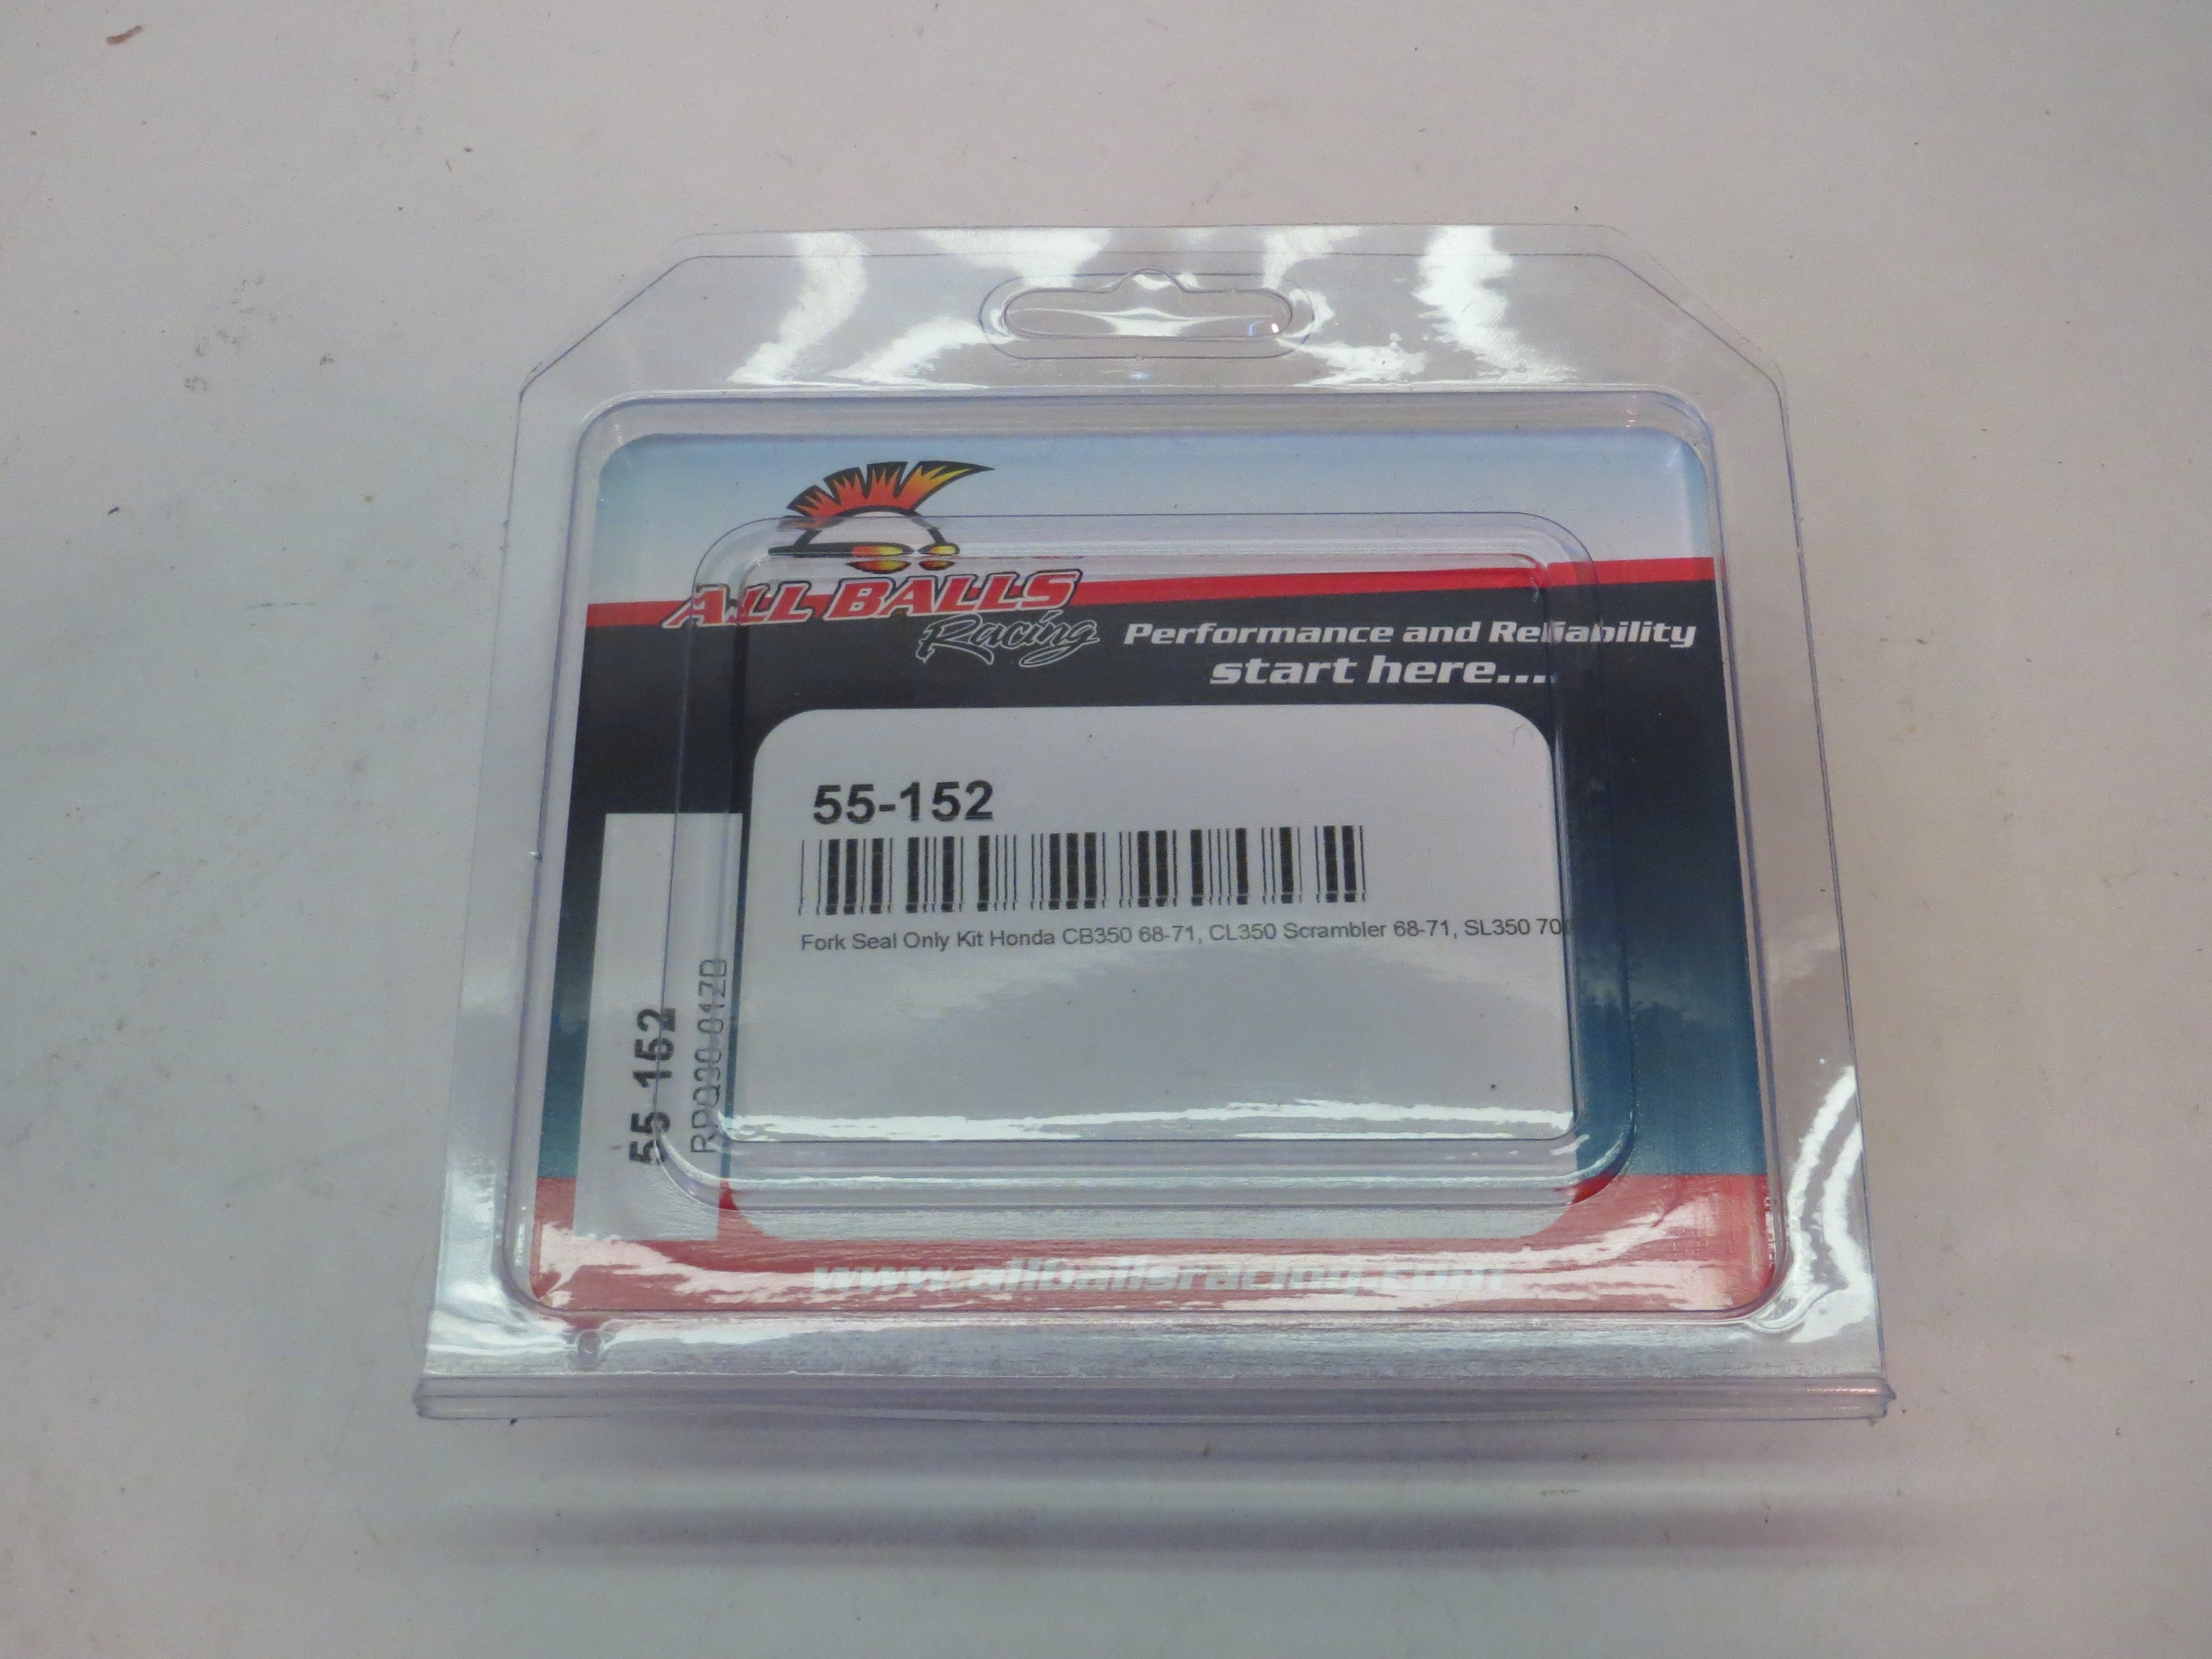 ALL BALLS
Racing
Performance and Reliability
start here...
55-152
Fork Seal Only Kit Honda CB350 68-71, CL350 Scrambler 68-71, SL350 70
55-152
www.allballsracing.com